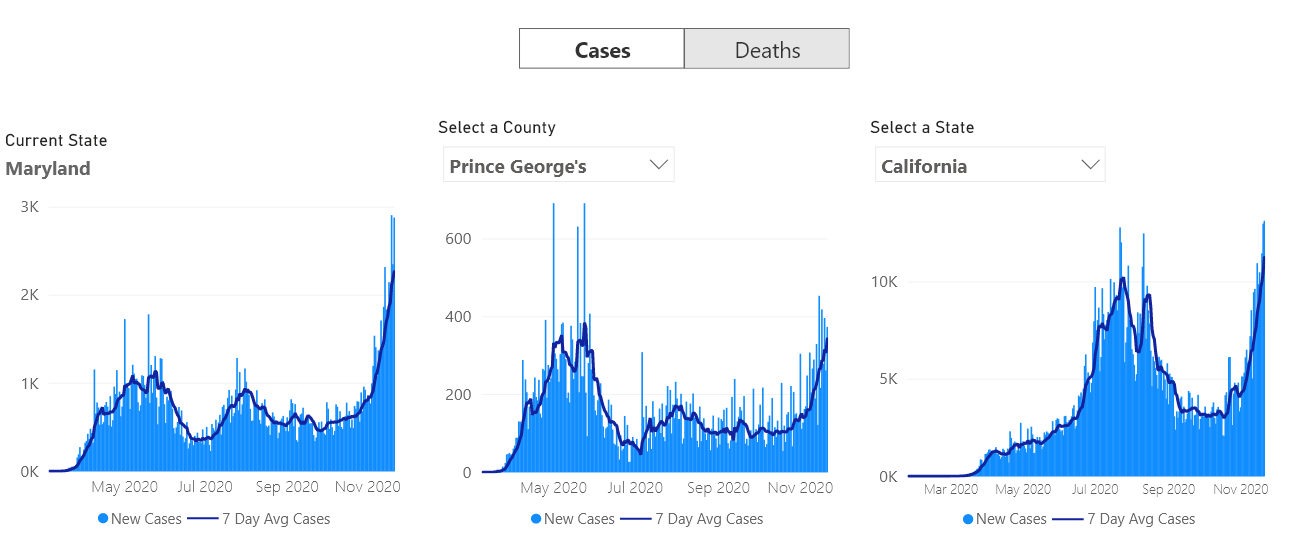 Cases Deaths
Current State
Maryland
3K
2K
1K
0K
May 2020 Jul 2020 Sep 2020 Nov 2020
New Cases 7 Day Avg Cases
Select a County
Prince George's
600
400
200
0
May 2020 Jul 2020 Sep 2020 Nov 2020
New Cases 7 Day Avg Cases
Select a State
California
10K
5K
0K
Mar 2020 May 2020 Jul 2020 Sep 2020 Nov 2020
New Cases 7 Day Avg Cases